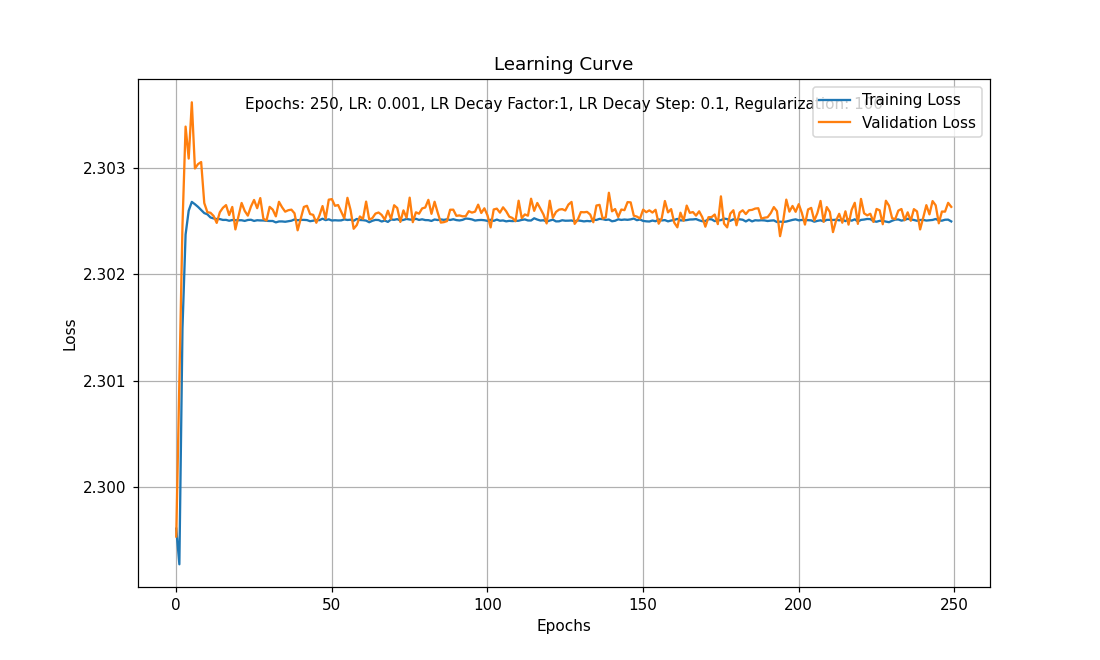 Learning Curve
Epochs: 250, LR: 0.001, LR Decay Factor:1, LR Decay Step: 0.1, Regularization: 100
Training Loss
Validation Loss
2.303
2.302
2.301
2.300
Loss
0 50 100 150 200 250
Epochs